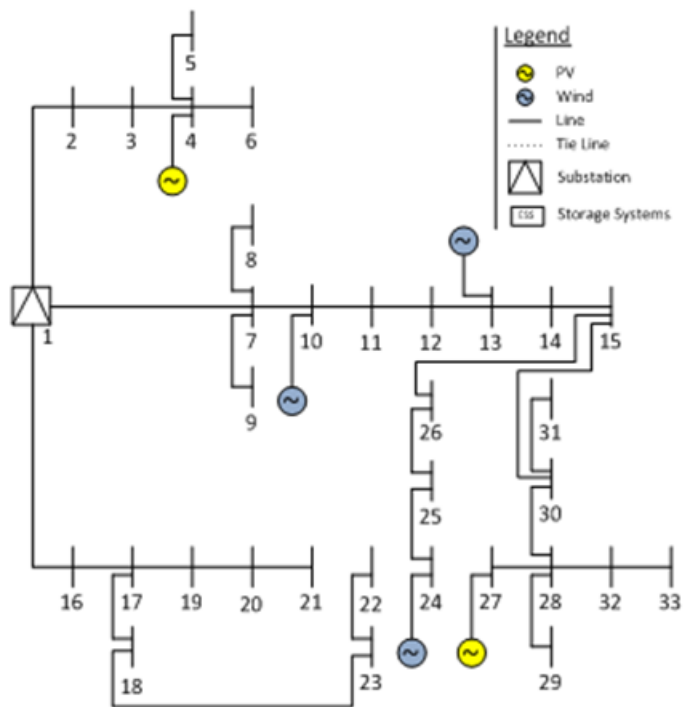 Legend
PV
Wind
Line
Tie Line
Substation
ESS Storage Systems
5
2 3 4 6
8
1 7 10 11 12 13 14 15
9
26 31
25 30
16 17 19 20 21 22 24 27 28 32 33
18 23 29